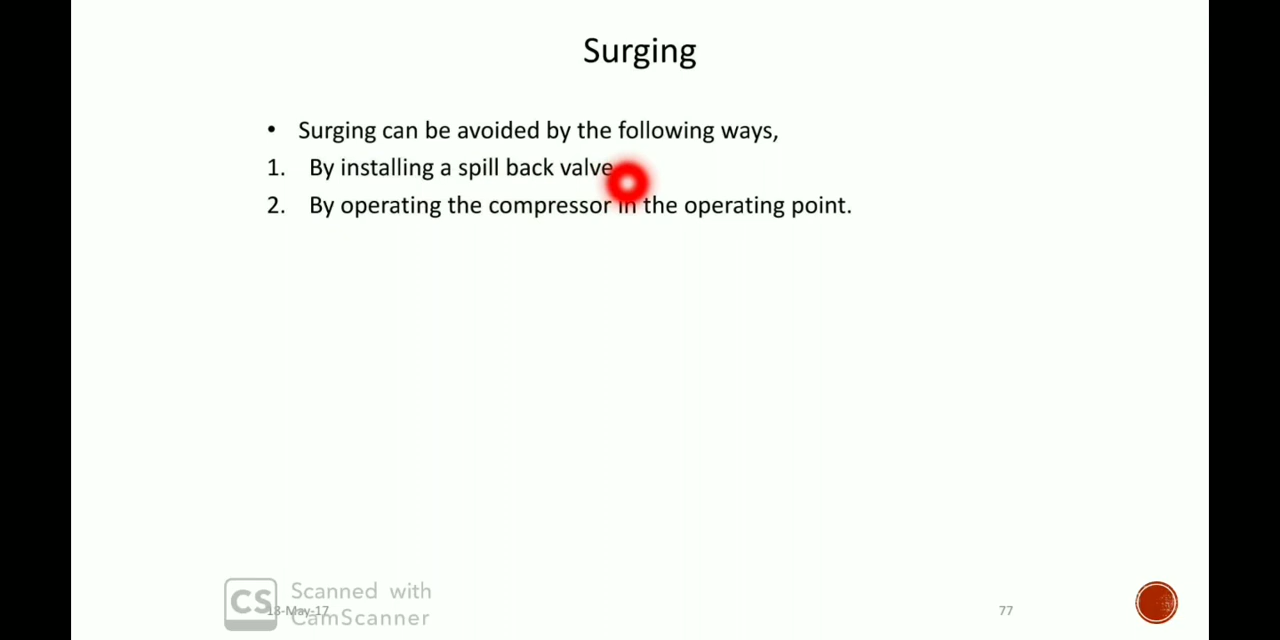 Surging
• Surging can be avoided by the following ways,
1. By installing a spill back valve
2. By operating the compressor in the operating point.
CS Scanned with
CamScanner
18-May-17
77